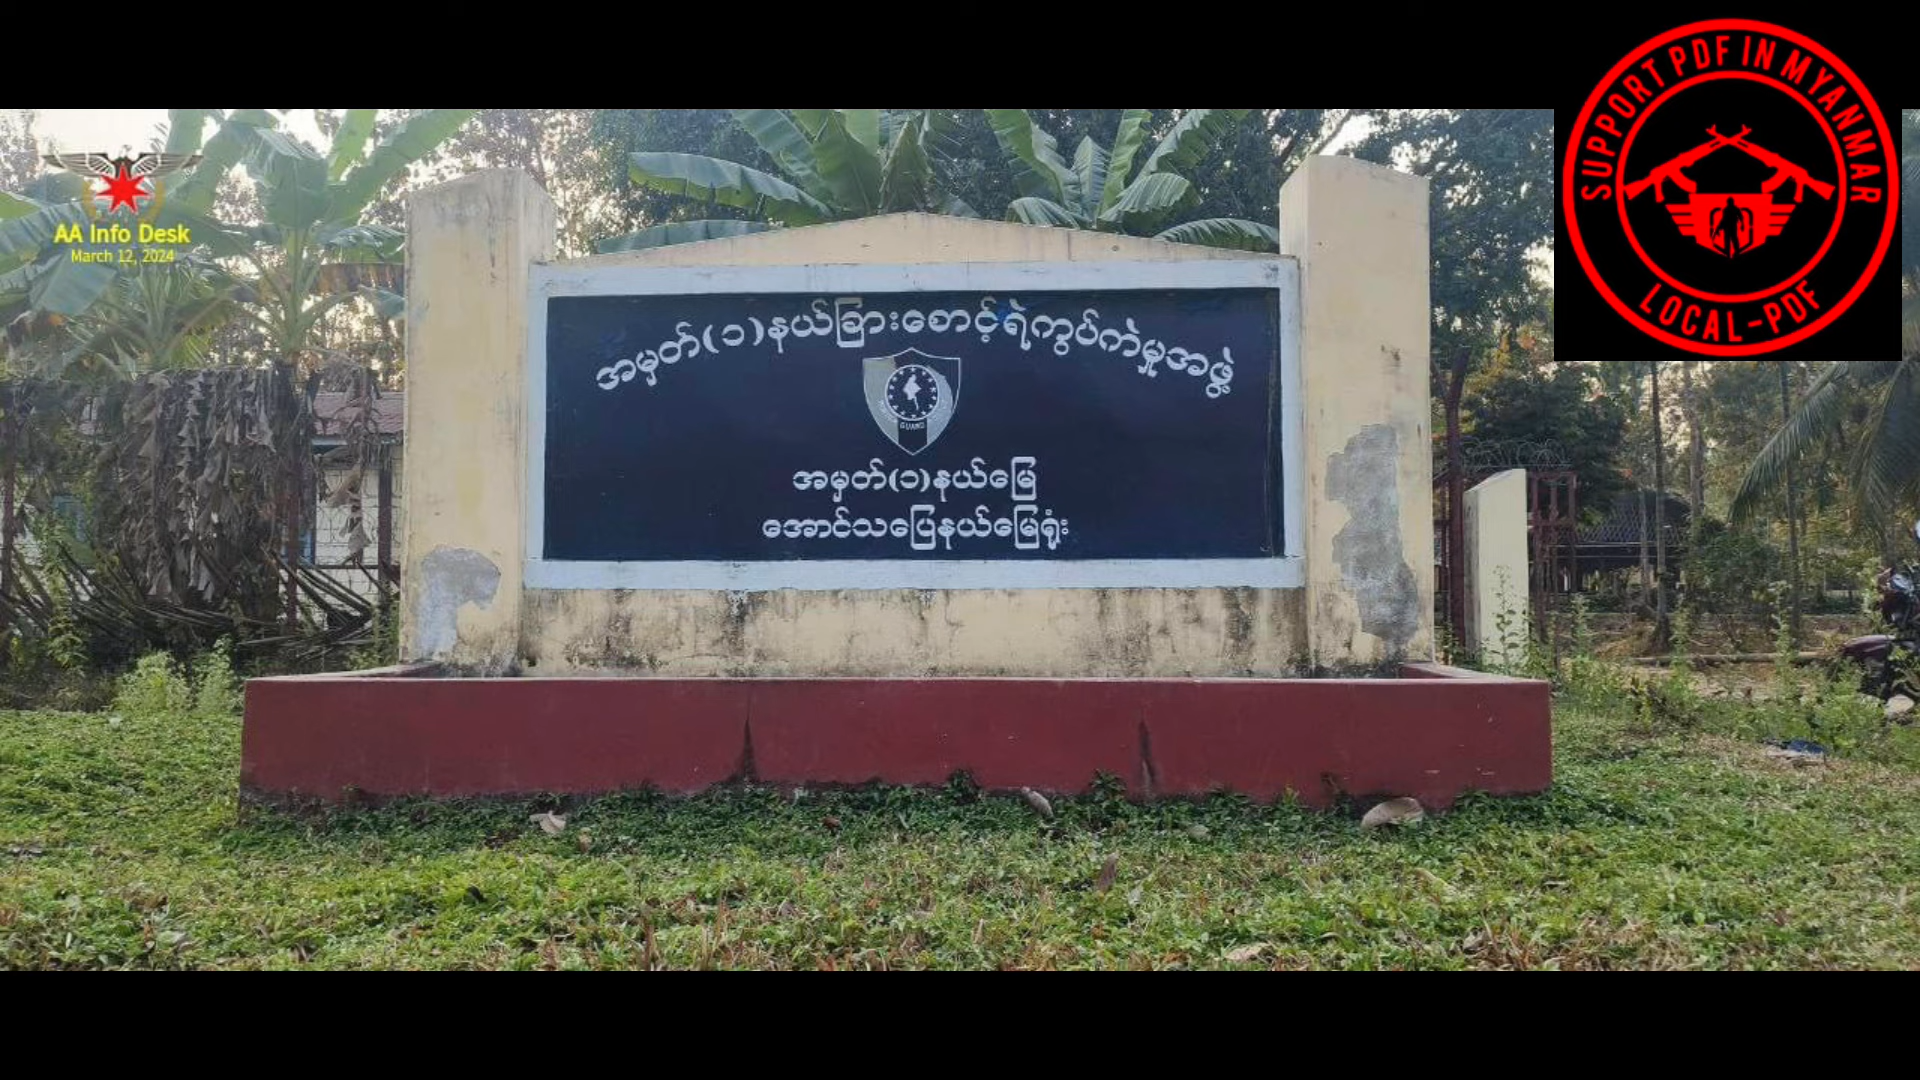 AA Info Desk
March 12, 2024
SUPPORT PDF IN MYANMAR
LOCAL-PDF
အမှတ်(၁)နယ်ခြားစောင့်ရဲကွပ်ကဲမှုအဖွဲ့
GUARD
အမှတ်(၁)နယ်မြေ
အောင်သပြေနယ်မြေရုံး